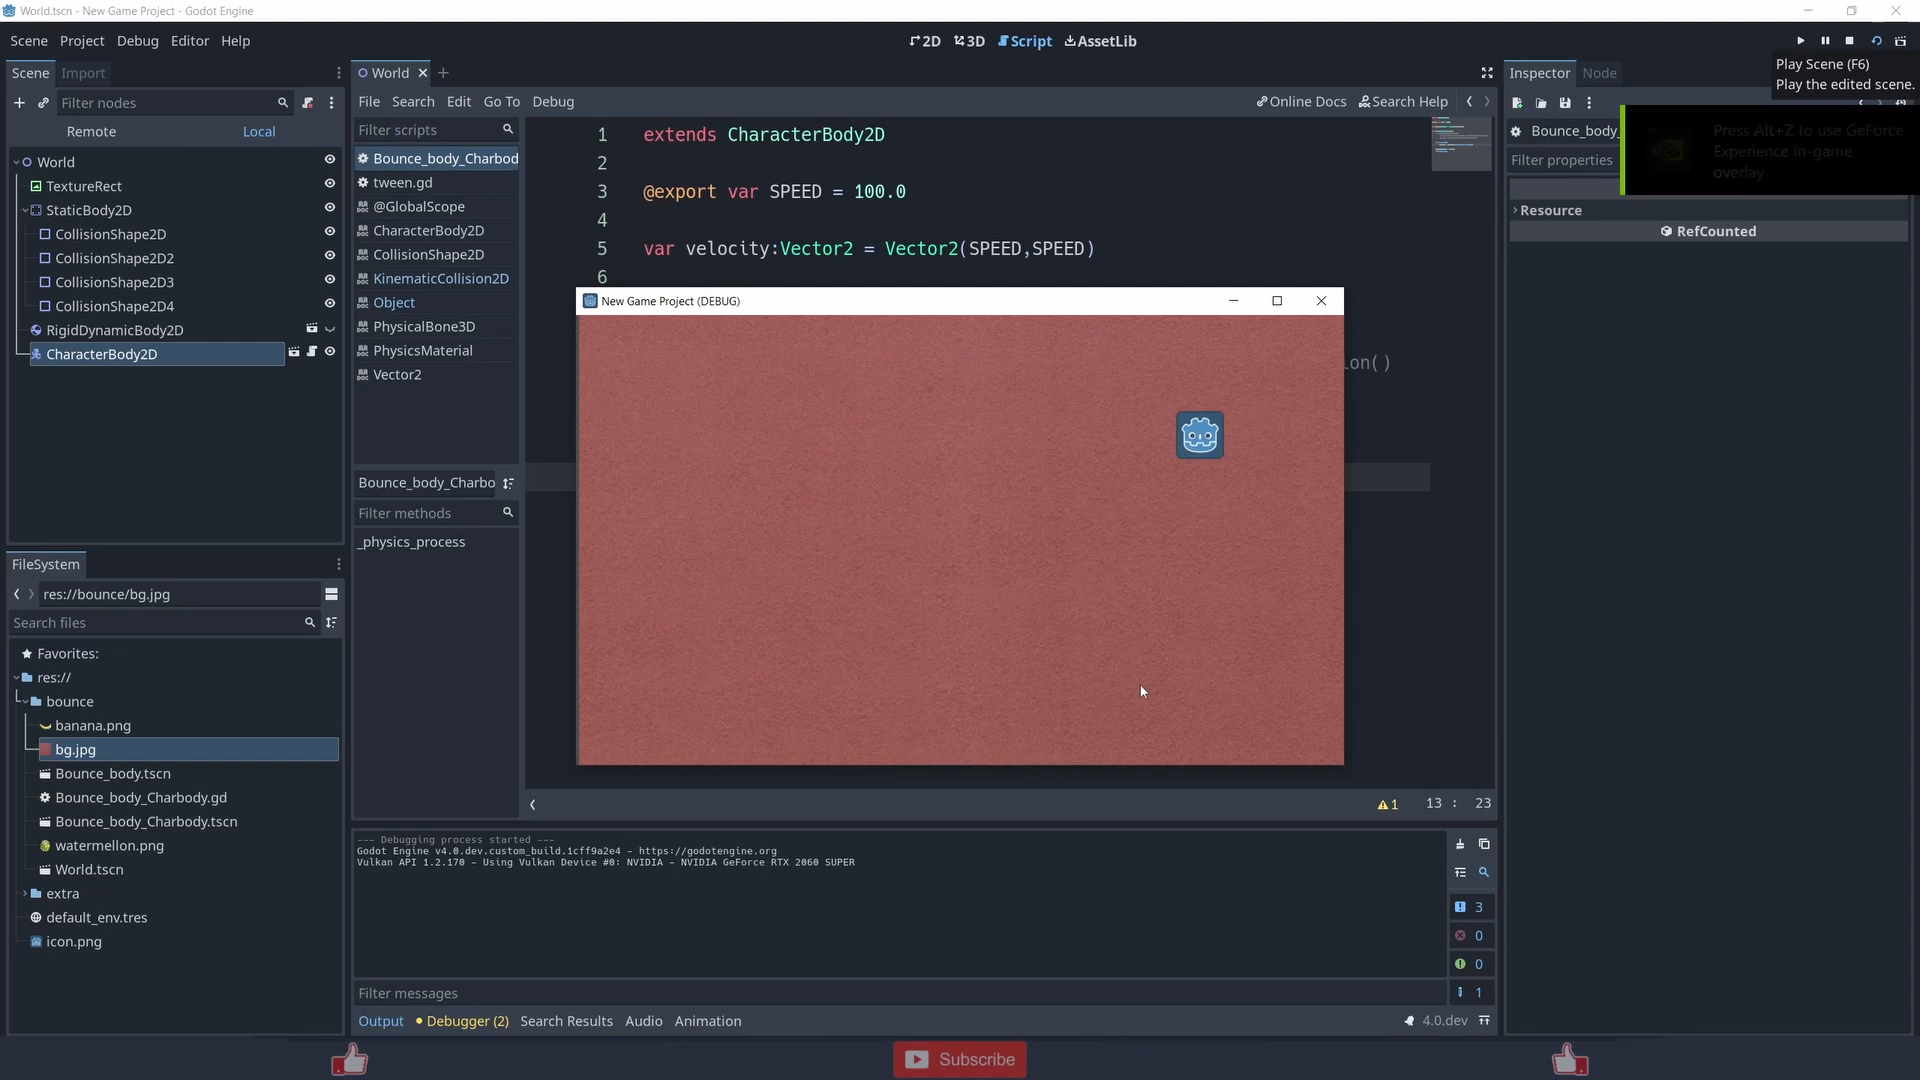 World.tscn - New Game Project - Godot Engine
Scene Project Debug Editor Help
2D 3D Script AssetLib
Play Scene (F6)
Play the edited scene.
Scene Import
Filter nodes
Remote Local
World
TextureRect
StaticBody2D
CollisionShape2D
CollisionShape2D2
CollisionShape2D3
CollisionShape2D4
RigidDynamicBody2D
CharacterBody2D
FileSystem
res://bounce/bg.jpg
Search files
Favorites:
res://
bounce
banana.png
bg.jpg
Bounce_body.tscn
Bounce_body_Charbody.gd
Bounce_body_Charbody.tscn
watermellon.png
World.tscn
extra
default_env.tres
icon.png
World
File Search Edit Go To Debug
Online Docs Search Help
Filter scripts
Bounce_body_Charbod
tween.gd
@GlobalScope
CharacterBody2D
CollisionShape2D
KinematicCollision2D
Object
PhysicalBone3D
PhysicsMaterial
Vector2
Bounce_body_Charbo
Filter methods
_physics_process
1 extends CharacterBody2D
2
3 @export var SPEED = 100.0
4
5 var velocity:Vector2 = Vector2(SPEED,SPEED)
6
ion()
New Game Project (DEBUG)
1 13 : 23
--- Debugging process started ---
Godot Engine v4.0.dev.custom_build.1cff9a2e4 - https://godotengine.org
Vulkan API 1.2.170 - Using Vulkan Device #0: NVIDIA - NVIDIA GeForce RTX 2060 SUPER
3
0
0
1
Filter messages
Output Debugger (2) Search Results Audio Animation
4.0.dev
Inspector Node
Bounce_body_
Filter properties
Press Alt+Z to use GeForce
Experience in-game
overlay
Resource
RefCounted
Subscribe